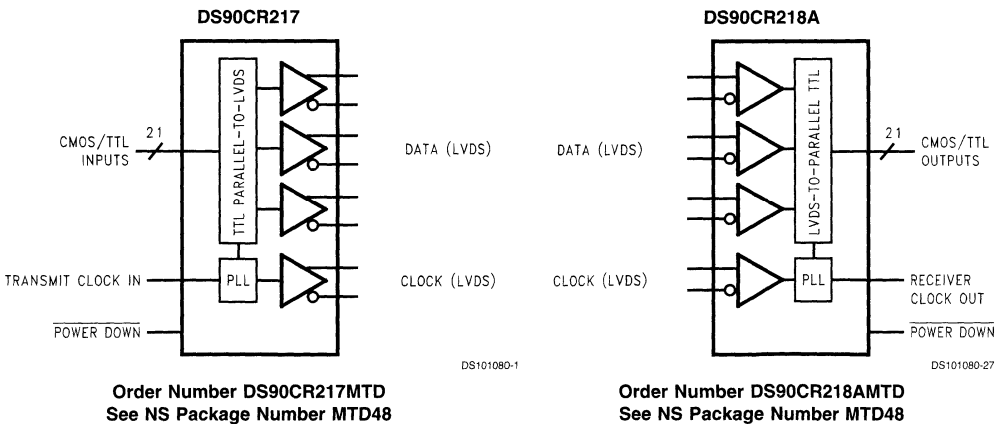 DS90CR217
DS90CR218A
TTL PARALLEL-TO-LVDS
CMOS/TTL
INPUTS
21
DATA (LVDS)
PLL
TRANSMIT CLOCK IN
CLOCK (LVDS)
POWER DOWN
DS101080-1
DATA (LVDS)
LVDS-TO-PARALLEL TTL
21
CMOS/TTL
OUTPUTS
CLOCK (LVDS)
PLL
RECEIVER
CLOCK OUT
POWER DOWN
DS101080-27
Order Number DS90CR217MTD
See NS Package Number MTD48
Order Number DS90CR218AMTD
See NS Package Number MTD48